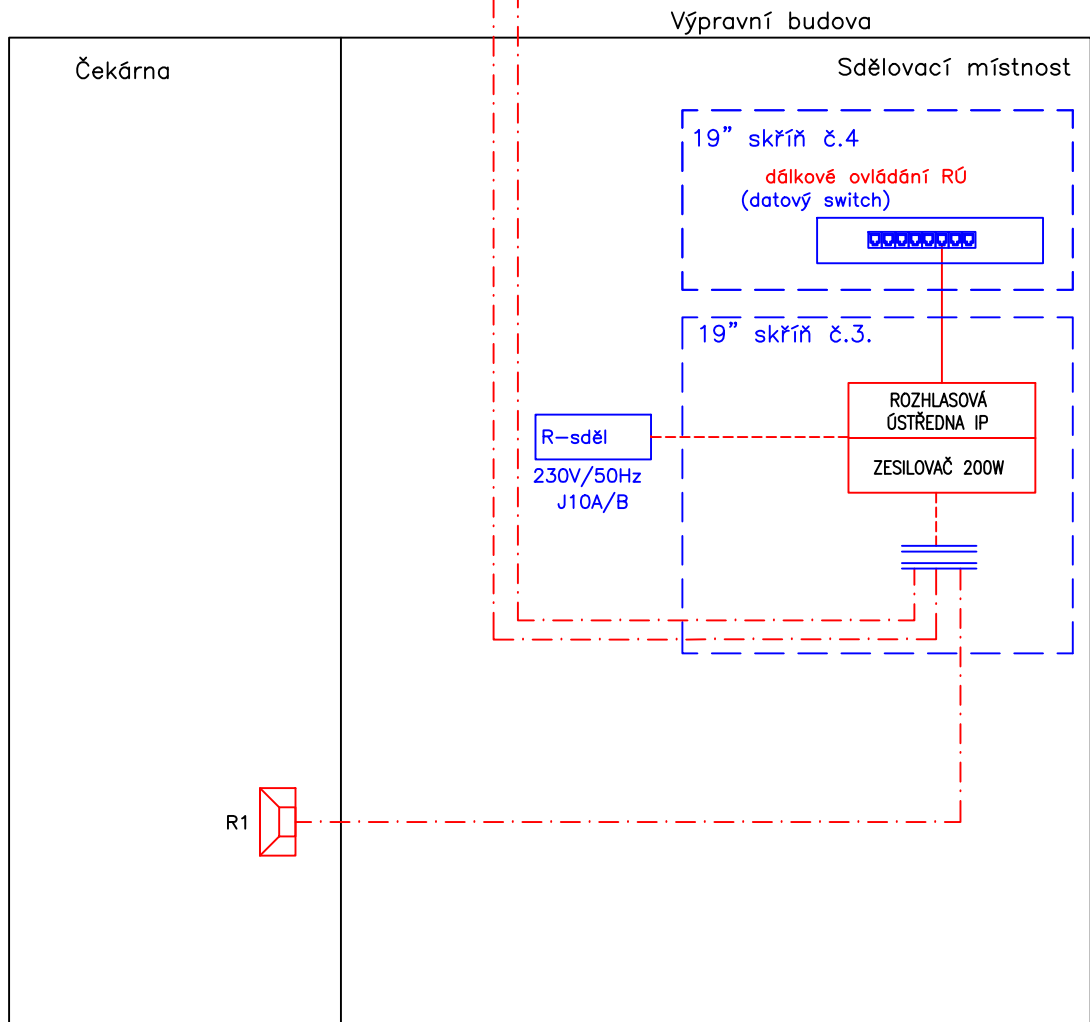 Výpravní budova
Čekárna
Sdělovací místnost
19” skříň č.4
dálkové ovládání RÚ
(datový switch)
19” skříň č.3.
ROZHLASOVÁ
ÚSTŘEDNA IP
R–sděl
ZESILOVAČ 200W
230V/50Hz
J10A/B
R1